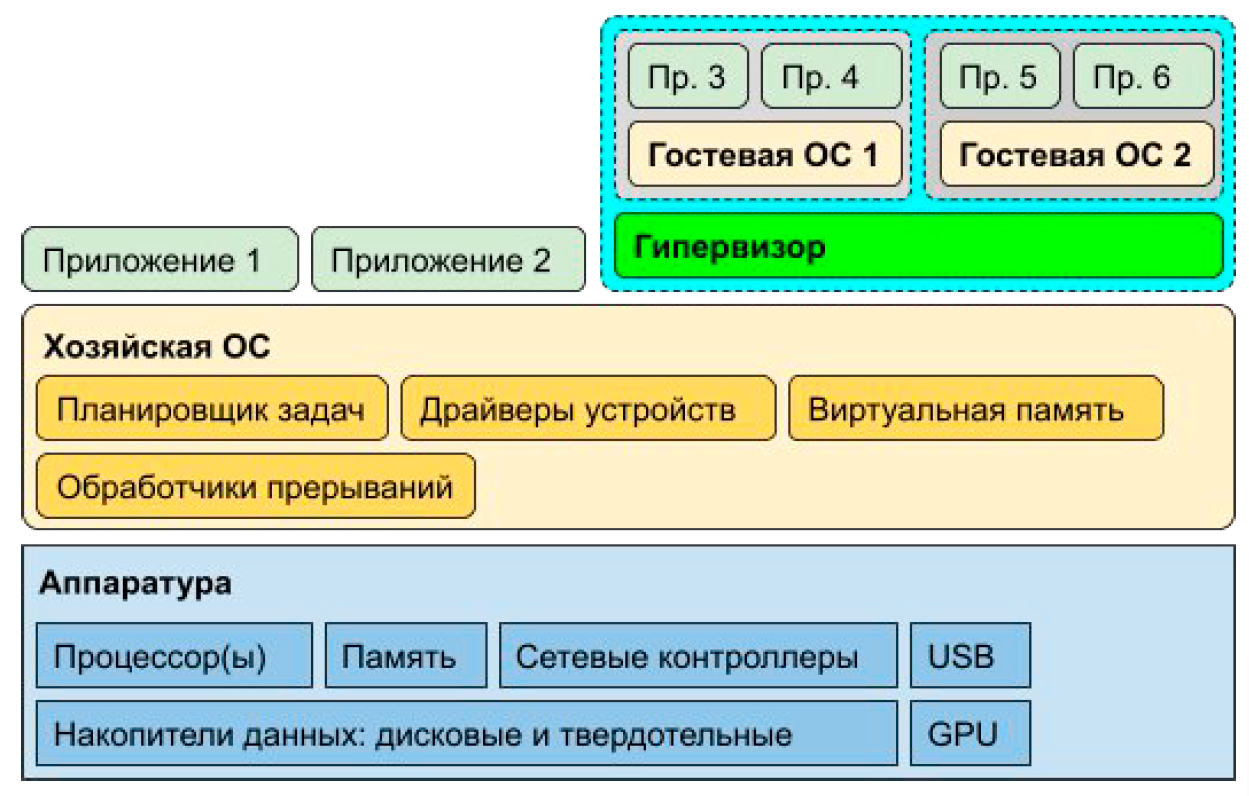 Пр. 3 Пр. 4 Пр. 5 Пр. 6
Гостевая ОС 1 Гостевая ОС 2
Гипервизор
Приложение 1 Приложение 2
Хозяйская ОС
Планировщик задач Драйверы устройств Виртуальная память
Обработчики прерываний
Аппаратура
Процессор(ы) Память Сетевые контроллеры USB
Накопители данных: дисковые и твердотельные GPU